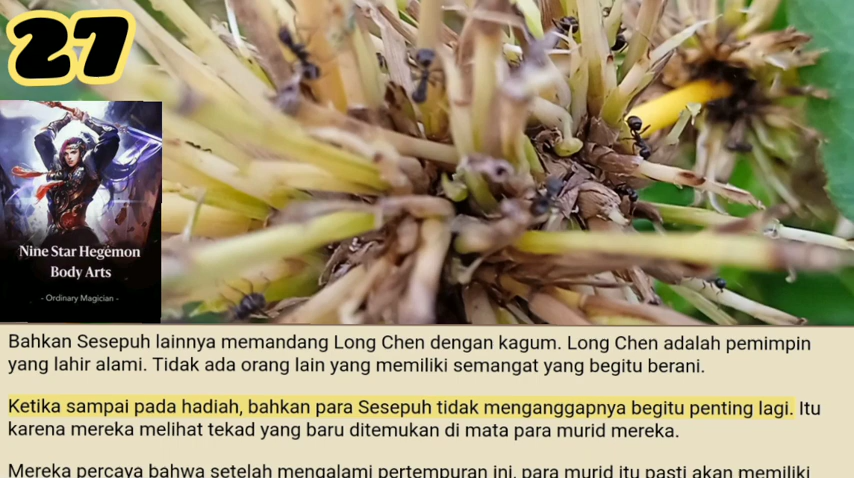 27
Nine Star Hegemon
Body Arts
- Ordinary Magician -
Bahkan Sesepuh lainnya memandang Long Chen dengan kagum. Long Chen adalah pemimpin
yang lahir alami. Tidak ada orang lain yang memiliki semangat yang begitu berani.
Ketika sampai pada hadiah, bahkan para Sesepuh tidak menganggapnya begitu penting lagi. Itu
karena mereka melihat tekad yang baru ditemukan di mata para murid mereka.
Mereka percaya bahwa setelah mengalami pertempuran ini, para murid itu pasti akan memiliki